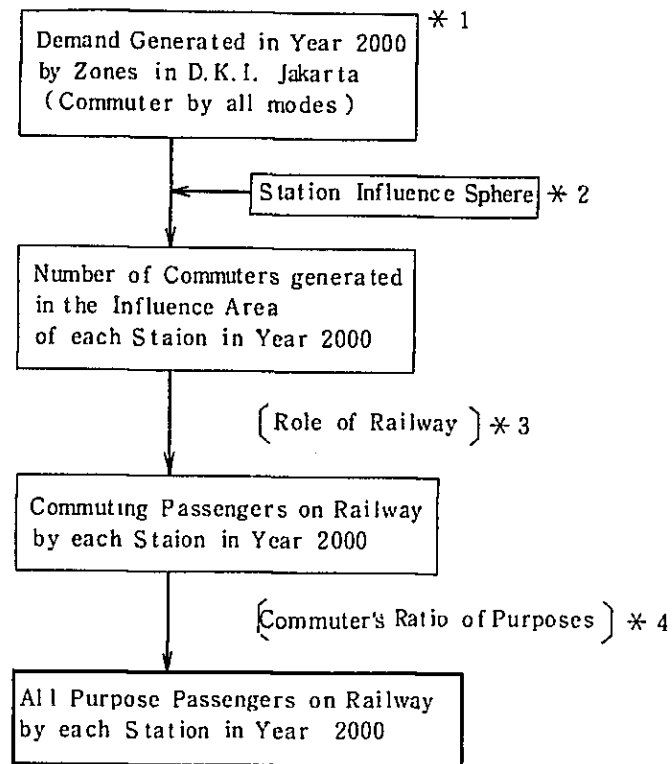 Demand Generated in Year 2000 * 1
by Zones in D.K.I. Jakarta
(Commuter by all modes)
Station Influence Sphere * 2
Number of Commuters generated
in the Influence Area
of each Staion in Year 2000
(Role of Railway) * 3
Commuting Passengers on Railway
by each Staion in Year 2000
(Commuter's Ratio of Purposes) * 4
All Purpose Passengers on Railway
by each Station in Year 2000